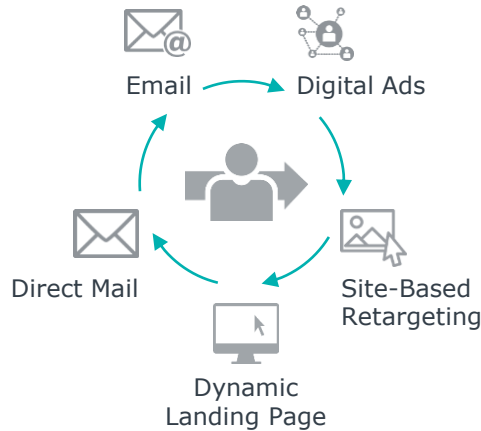 Email
Digital Ads
Site-Based
Retargeting
Dynamic
Landing Page
Direct Mail